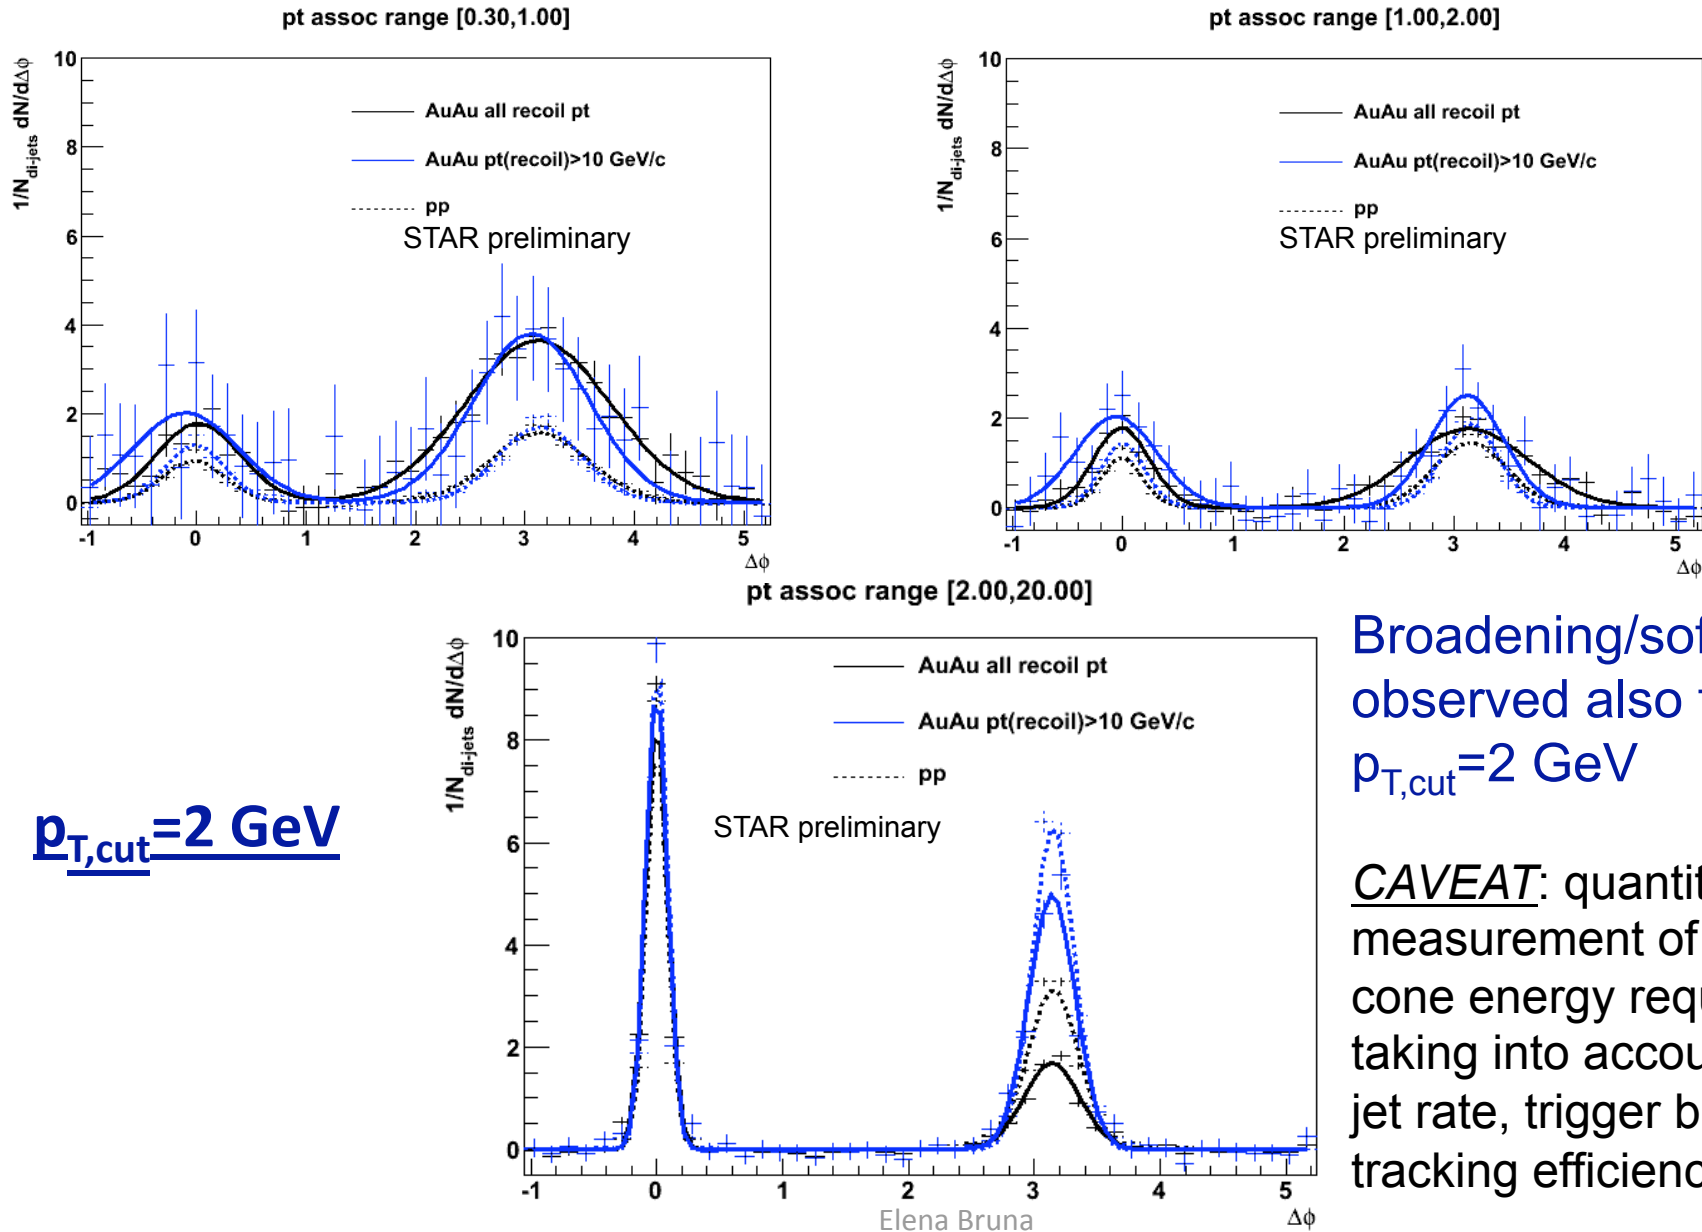 pt assoc range [0.30,1.00]
1/N di-jets dN/dΔϕ
10
8
6
4
2
0
AuAu all recoil pt
AuAu pt(recoil)>10 GeV/c
pp
STAR preliminary
-1 0 1 2 3 4 5
Δϕ
pt assoc range [1.00,2.00]
1/N di-jets dN/dΔϕ
10
8
6
4
2
0
AuAu all recoil pt
AuAu pt(recoil)>10 GeV/c
pp
STAR preliminary
-1 0 1 2 3 4 5
Δϕ
pt assoc range [2.00,20.00]
1/N di-jets dN/dΔϕ
10
8
6
4
2
0
AuAu all recoil pt
AuAu pt(recoil)>10 GeV/c
pp
STAR preliminary
-1 0 1 2 3 4 5
Δϕ
pT,cut=2 GeV
Broadening/sof
observed also
pT,cut=2 GeV
CAVEAT: quantit
measurement of
cone energy requ
taking into accou
jet rate, trigger b
tracking efficienc
Elena Bruna